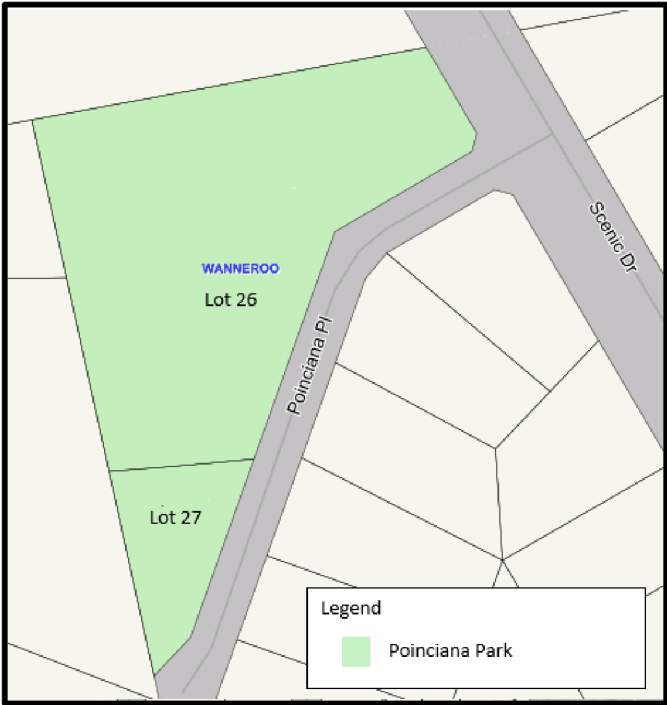 Scenic Dr
WANNEROO
Lot 26
Poinciana Pl
Lot 27
Legend
Poinciana Park